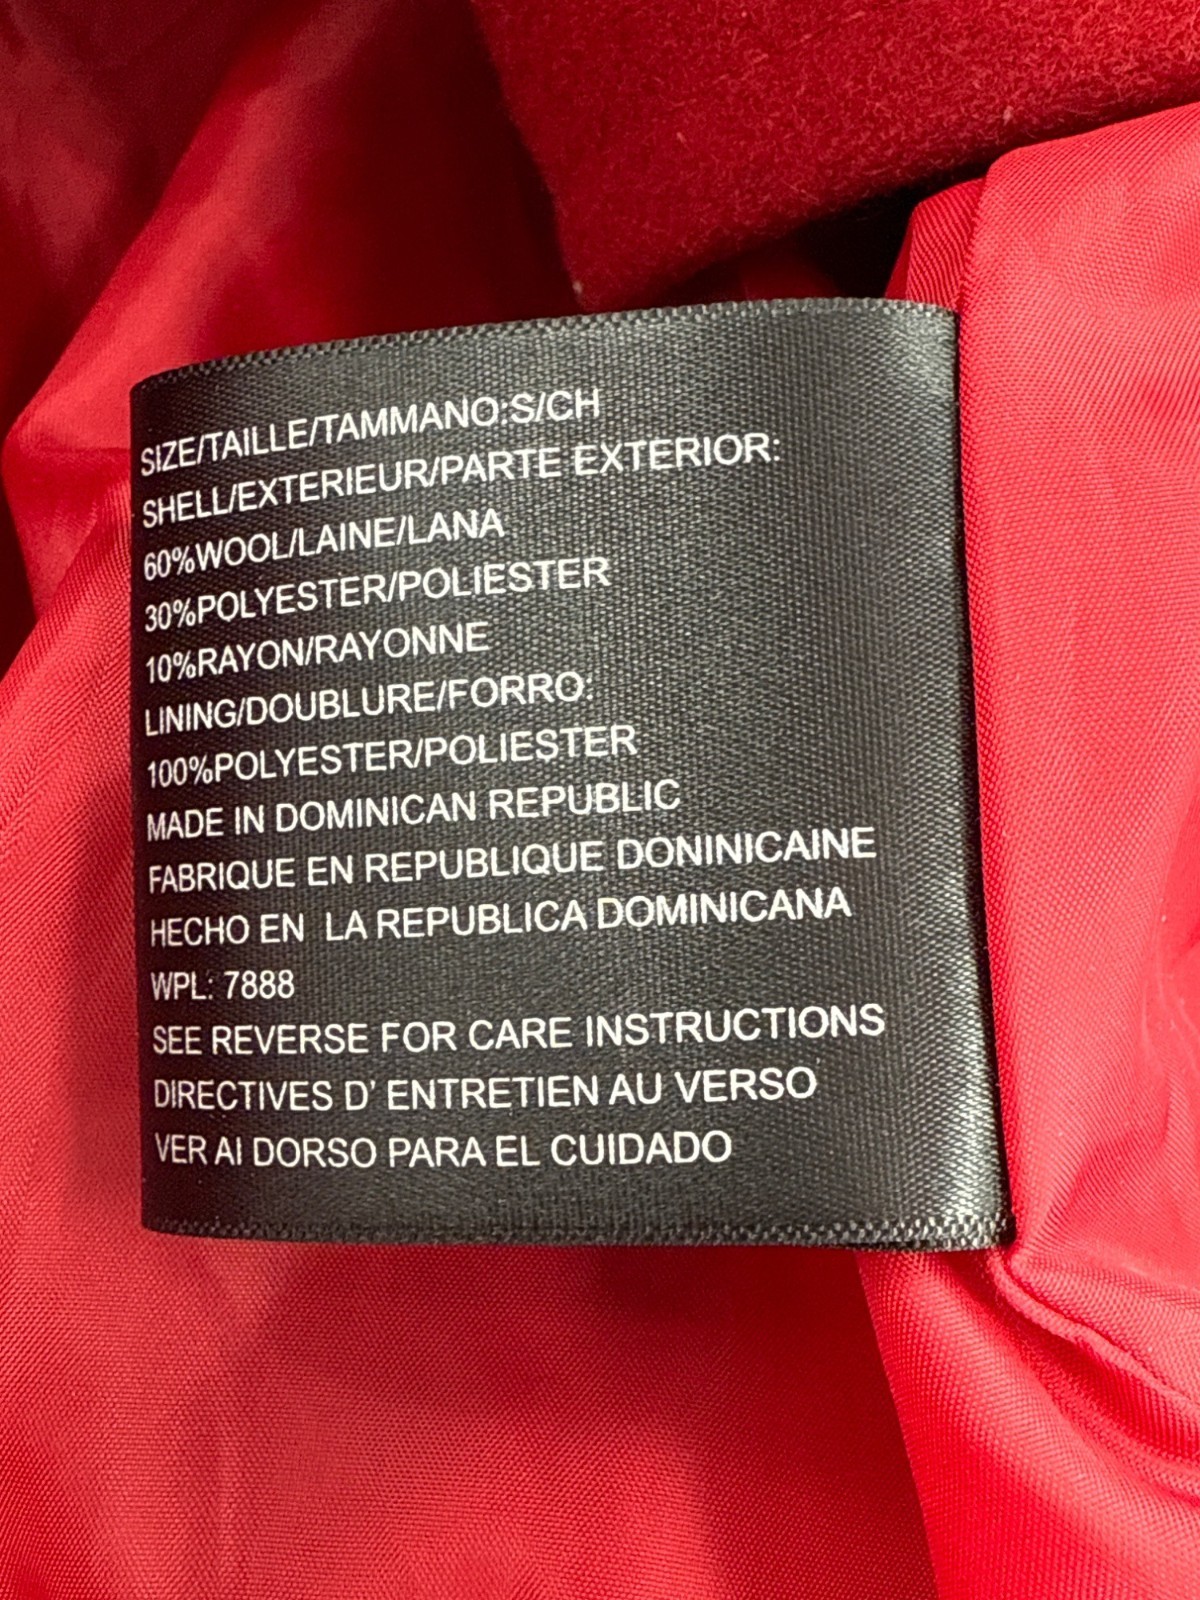 SIZE/TAILLE/TAMMANO:S/CH
SHELL/EXTERIEUR/PARTE EXTERIOR:
60%WOOL/LAINE/LANA
30%POLYESTER/POLIESTER
10%RAYON/RAYONNE
LINING/DOUBLURE/FORRO:
100%POLYESTER/POLIESTER
MADE IN DOMINICAN REPUBLIC
FABRIQUE EN REPUBLIQUE DONINICAINE
HECHO EN LA REPUBLICA DOMINICANA
WPL: 7888
SEE REVERSE FOR CARE INSTRUCTIONS
DIRECTIVES D' ENTRETIEN AU VERSO
VER AI DORSO PARA EL CUIDADO